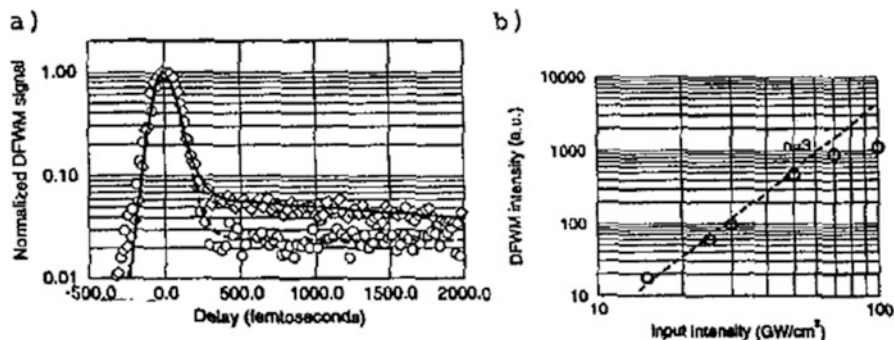 a)
Normalized DFWM signal
1.00
0.10
0.01
-500.0
0.0
500.0
1000.0
1500.0
2000.0
Delay (femtoseconds)
b)
DFWM intensity (a.u.)
10000
1000
100
10
n=3
10
100
Input Intensity (GW/cm²)